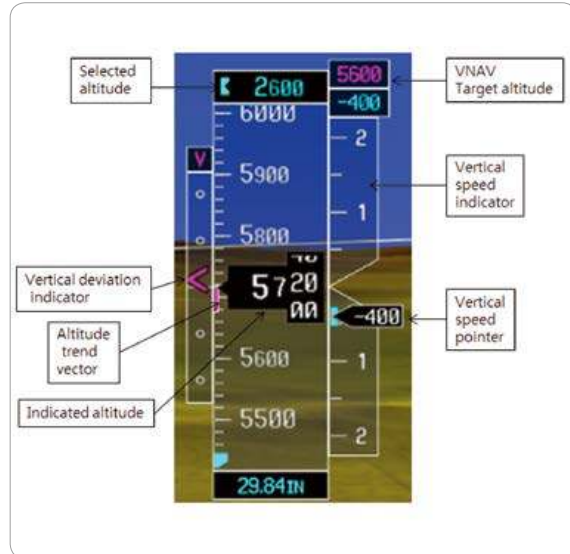 Selected
altitude
2600
5600
-400
VNAV
Target altitude
6000
2
V
5900
Vertical
speed
indicator
1
5800
Vertical deviation
indicator
5720
00
-400
Vertical
speed
pointer
Altitude
trend
vector
5600
1
Indicated altitude
5500
2
29.84IN